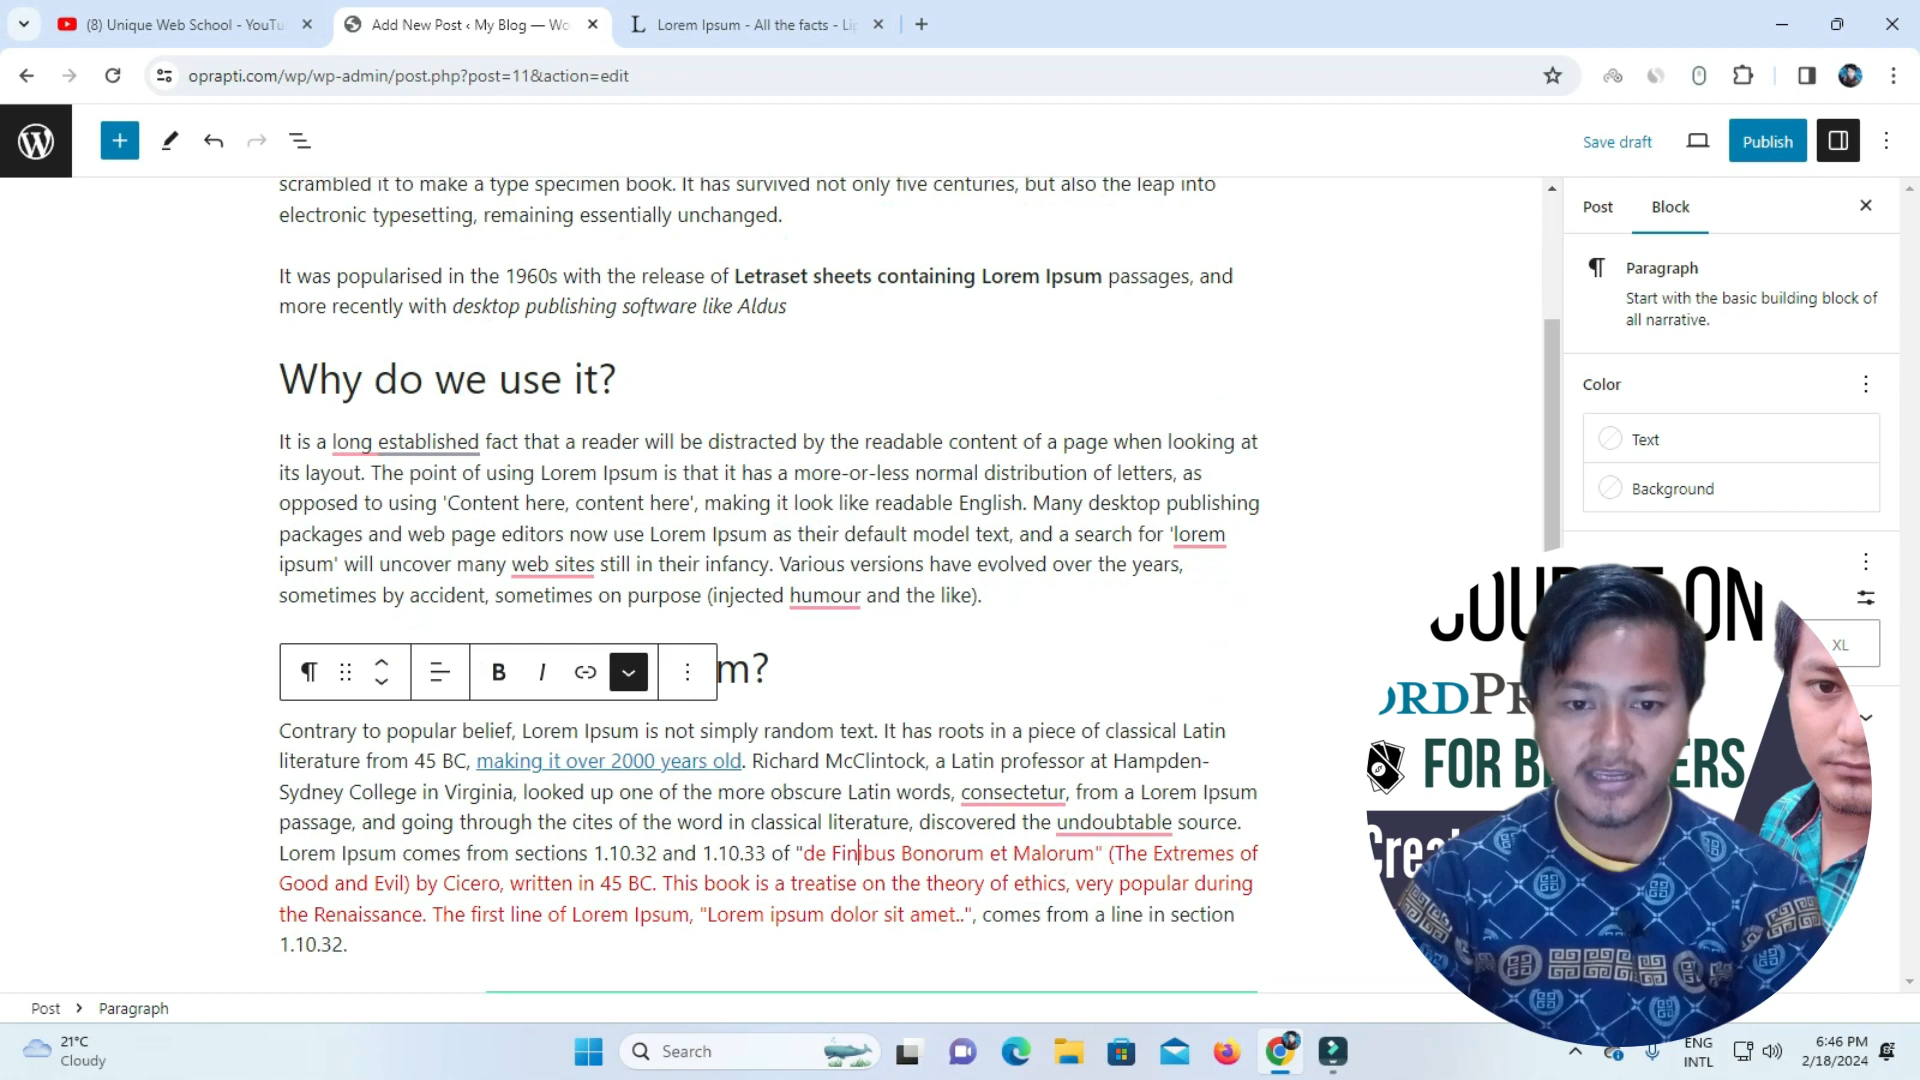 (8) Unique Web School - YouTu
Add New Post ‹ My Blog — Wo
Lorem Ipsum - All the facts - Lip
oprapti.com/wp/wp-admin/post.php?post=11&action=edit
Save draft
Publish
scrambled it to make a type specimen book. It has survived not only five centuries, but also the leap into
electronic typesetting, remaining essentially unchanged.
It was popularised in the 1960s with the release of Letraset sheets containing Lorem Ipsum passages, and
more recently with desktop publishing software like Aldus
Why do we use it?
It is a long established fact that a reader will be distracted by the readable content of a page when looking at
its layout. The point of using Lorem Ipsum is that it has a more-or-less normal distribution of letters, as
opposed to using 'Content here, content here', making it look like readable English. Many desktop publishing
packages and web page editors now use Lorem Ipsum as their default model text, and a search for 'lorem
ipsum' will uncover many web sites still in their infancy. Various versions have evolved over the years,
sometimes by accident, sometimes on purpose (injected humour and the like).
B I
m?
Contrary to popular belief, Lorem Ipsum is not simply random text. It has roots in a piece of classical Latin
literature from 45 BC, making it over 2000 years old. Richard McClintock, a Latin professor at Hampden-
Sydney College in Virginia, looked up one of the more obscure Latin words, consectetur, from a Lorem Ipsum
passage, and going through the cites of the word in classical literature, discovered the undoubtable source.
Lorem Ipsum comes from sections 1.10.32 and 1.10.33 of "de Finibus Bonorum et Malorum" (The Extremes of
Good and Evil) by Cicero, written in 45 BC. This book is a treatise on the theory of ethics, very popular during
the Renaissance. The first line of Lorem Ipsum, "Lorem ipsum dolor sit amet..", comes from a line in section
1.10.32.
Post
Block
Paragraph
Start with the basic building block of
all narrative.
Color
Text
Background
XL
ON
ORDPR
FOR B
ERS
Crea
Post
Paragraph
21°C
Cloudy
Search
ENG
INTL
6:46 PM
2/18/2024